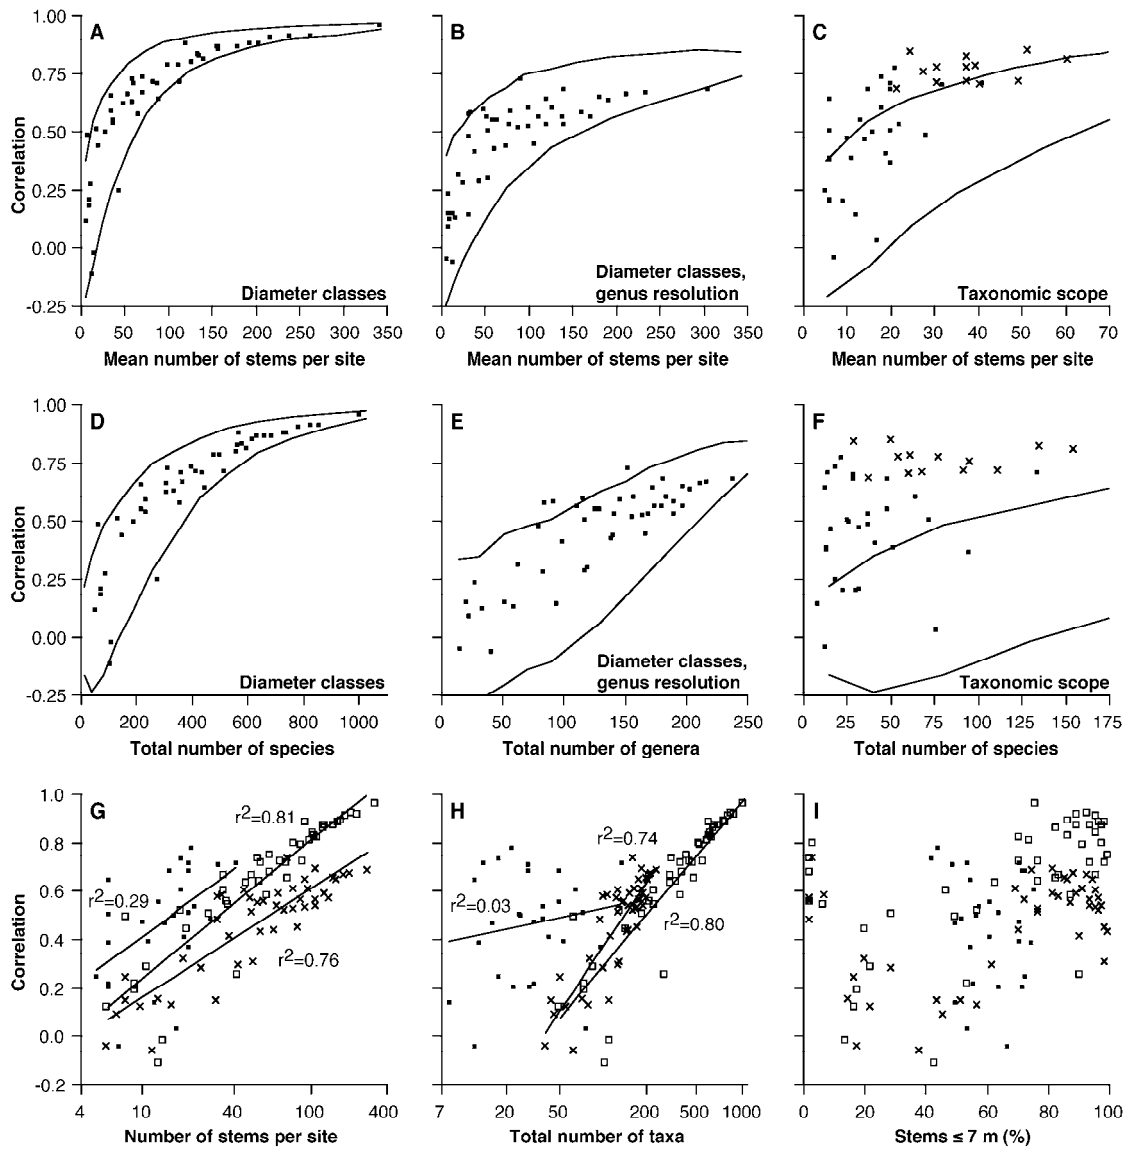 A
B
C
Correlation
1.00
0.75
0.50
0.25
0.00
-0.25
Diameter classes
Diameter classes,
genus resolution
Taxonomic scope
0 50 100 150 200 250 300 350
0 50 100 150 200 250 300 350
0 10 20 30 40 50 60 70
Mean number of stems per site
Mean number of stems per site
Mean number of stems per site
D
E
F
Correlation
1.00
0.75
0.50
0.25
0.00
-0.25
Diameter classes
Diameter classes,
genus resolution
Taxonomic scope
0 200 400 600 800 1000
0 50 100 150 200 250
0 25 50 75 100 125 150 175
Total number of species
Total number of genera
Total number of species
G
H
I
Correlation
1.0
0.8
0.6
0.4
0.2
0.0
-0.2
r²=0.81
r²=0.29
r²=0.76
r²=0.74
r²=0.03
r²=0.80
4 10 40 100 400
7 20 50 200 500 1000
0 20 40 60 80 100
Number of stems per site
Total number of taxa
Stems ≤ 7 m (%)